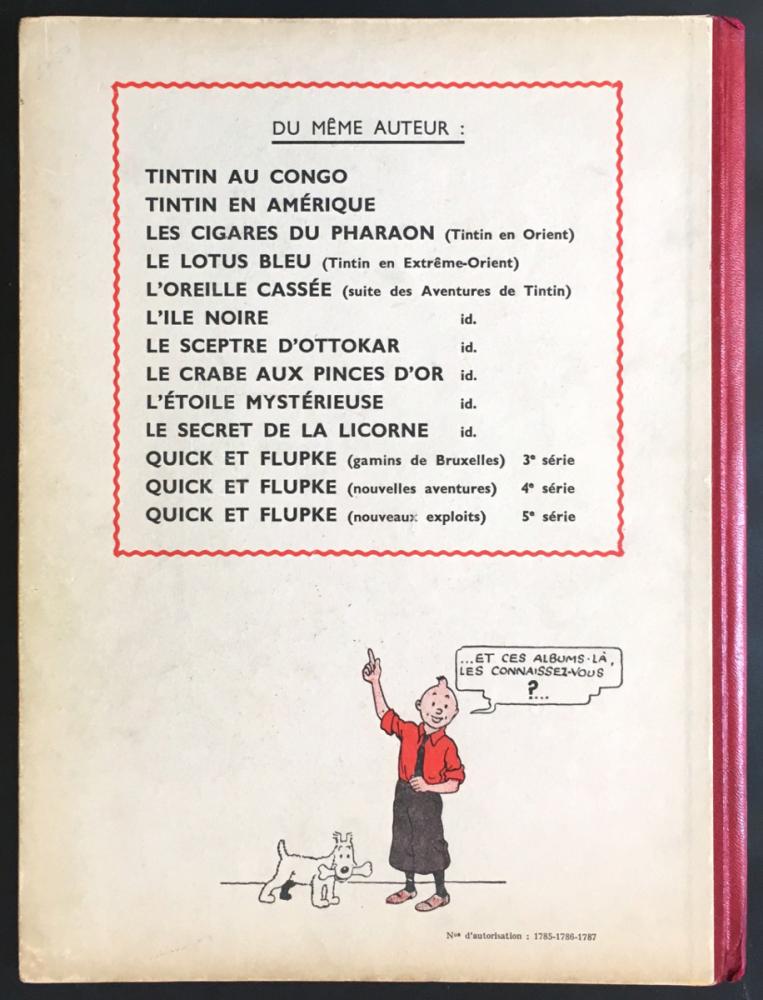 DU MÊME AUTEUR :
TINTIN AU CONGO
TINTIN EN AMÉRIQUE
LES CIGARES DU PHARAON (Tintin en Orient)
LE LOTUS BLEU (Tintin en Extrême-Orient)
L'OREILLE CASSÉE (suite des Aventures de Tintin)
L'ILE NOIRE id.
LE SCEPTRE D'OTTOKAR id.
LE CRABE AUX PINCES D'OR id.
L'ÉTOILE MYSTÉRIEUSE id.
LE SECRET DE LA LICORNE id.
QUICK ET FLUPKE (gamins de Bruxelles) 3e série
QUICK ET FLUPKE (nouvelles aventures) 4e série
QUICK ET FLUPKE (nouveaux exploits) 5e série
...ET CES ALBUMS-LÀ,
LES CONNAISSEZ-VOUS
?...
Nos d'autorisation : 1785-1786-1787